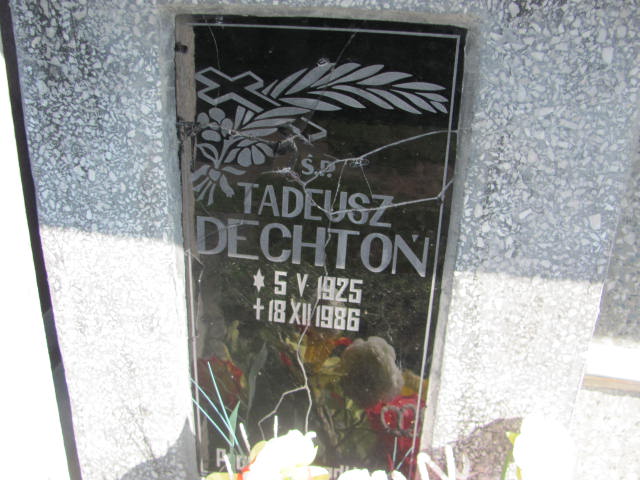 Ś.P.
TADEUSZ
DECHTOŃ
✶ 5 V 1925
✝ 18 XII 1986